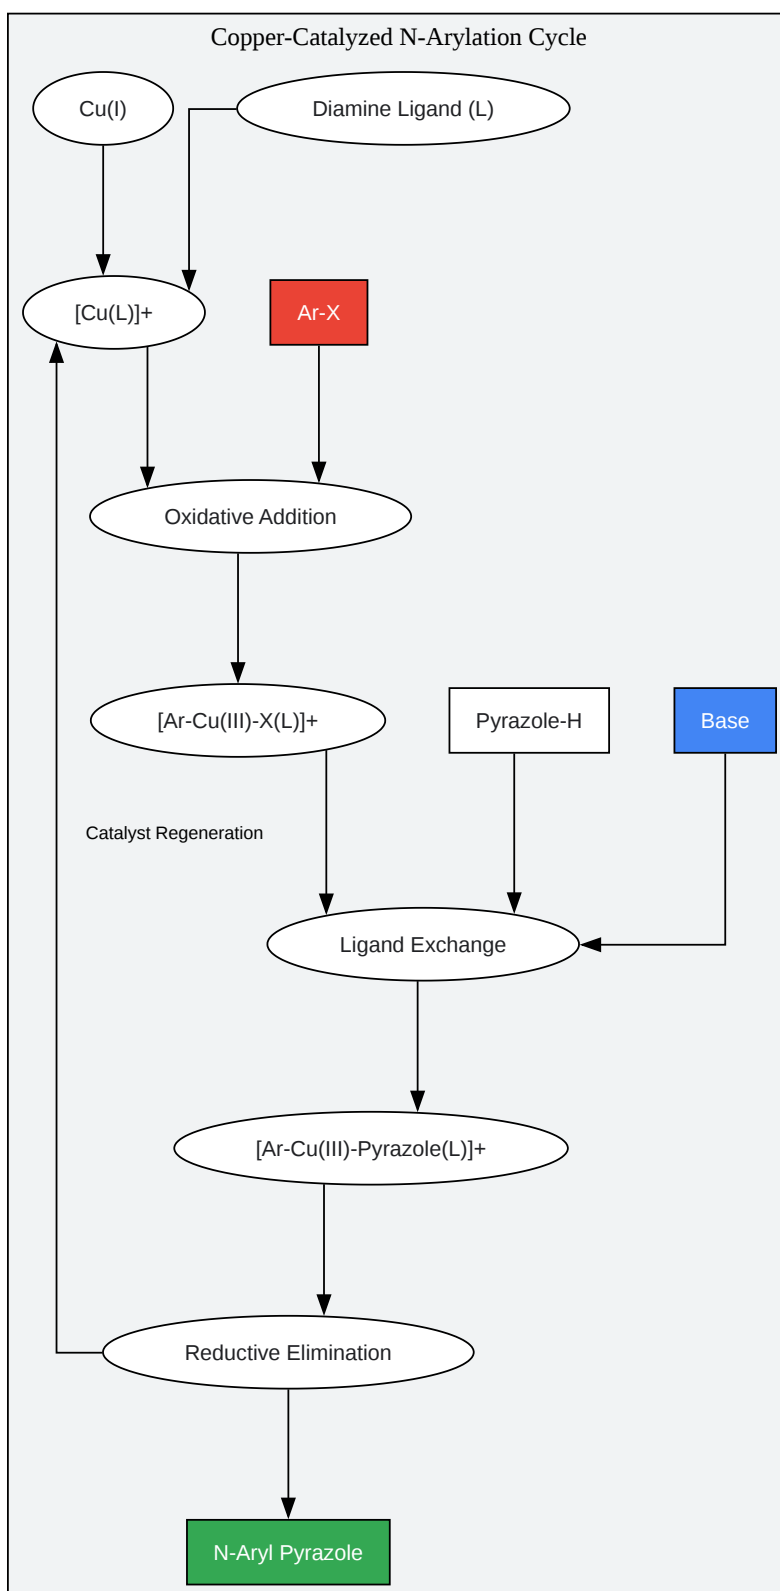 Copper-Catalyzed N-Arylation Cycle
Cu(I)
Diamine Ligand (L)
[Cu(L)]+
Ar-X
Oxidative Addition
[Ar-Cu(III)-X(L)]+
Pyrazole-H
Base
Catalyst Regeneration
Ligand Exchange
[Ar-Cu(III)-Pyrazole(L)]+
Reductive Elimination
N-Aryl Pyrazole